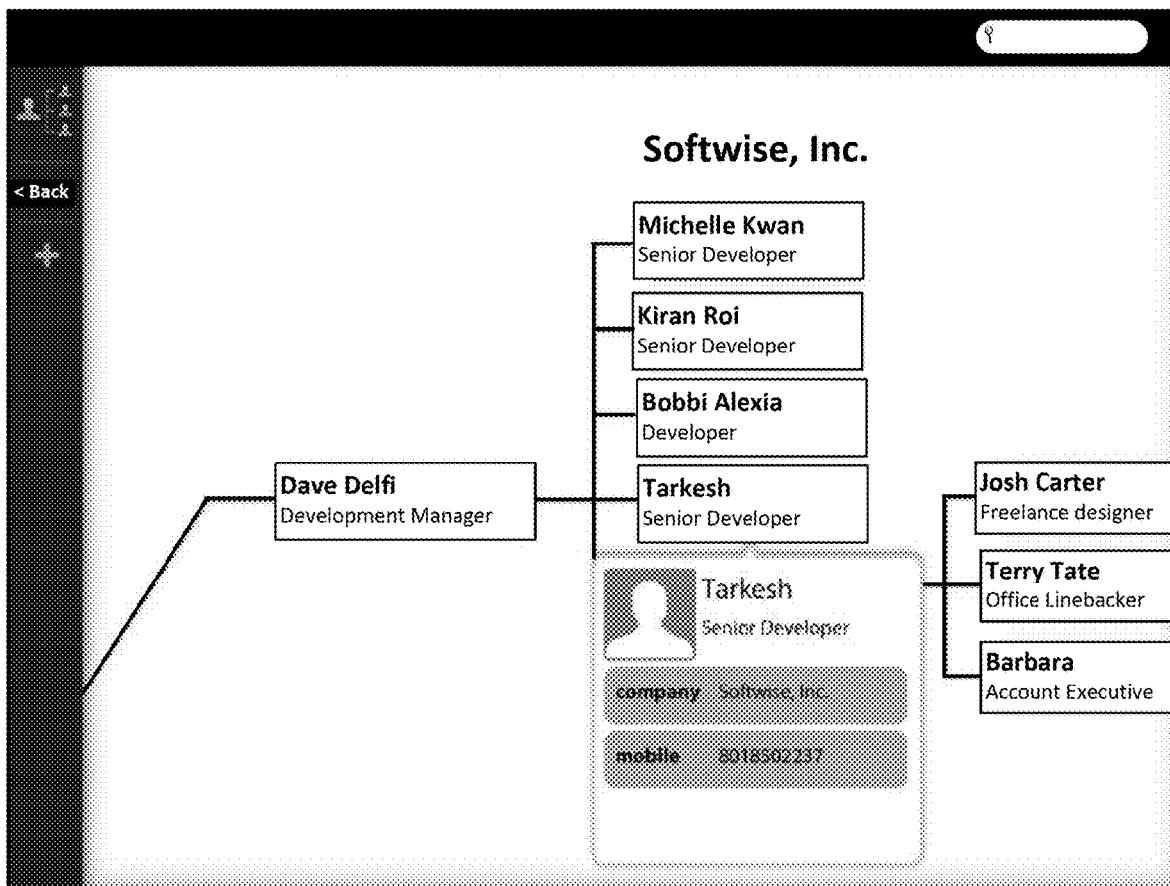 < Back
Softwise, Inc.
Michelle Kwan
Senior Developer
Kiran Roi
Senior Developer
Bobbi Alexia
Developer
Dave Delfi
Development Manager
Tarkesh
Senior Developer
Josh Carter
Freelance designer
Terry Tate
Office Linebacker
Barbara
Account Executive
Tarkesh
Senior Developer
company Softwise, Inc.
mobile 8018502237